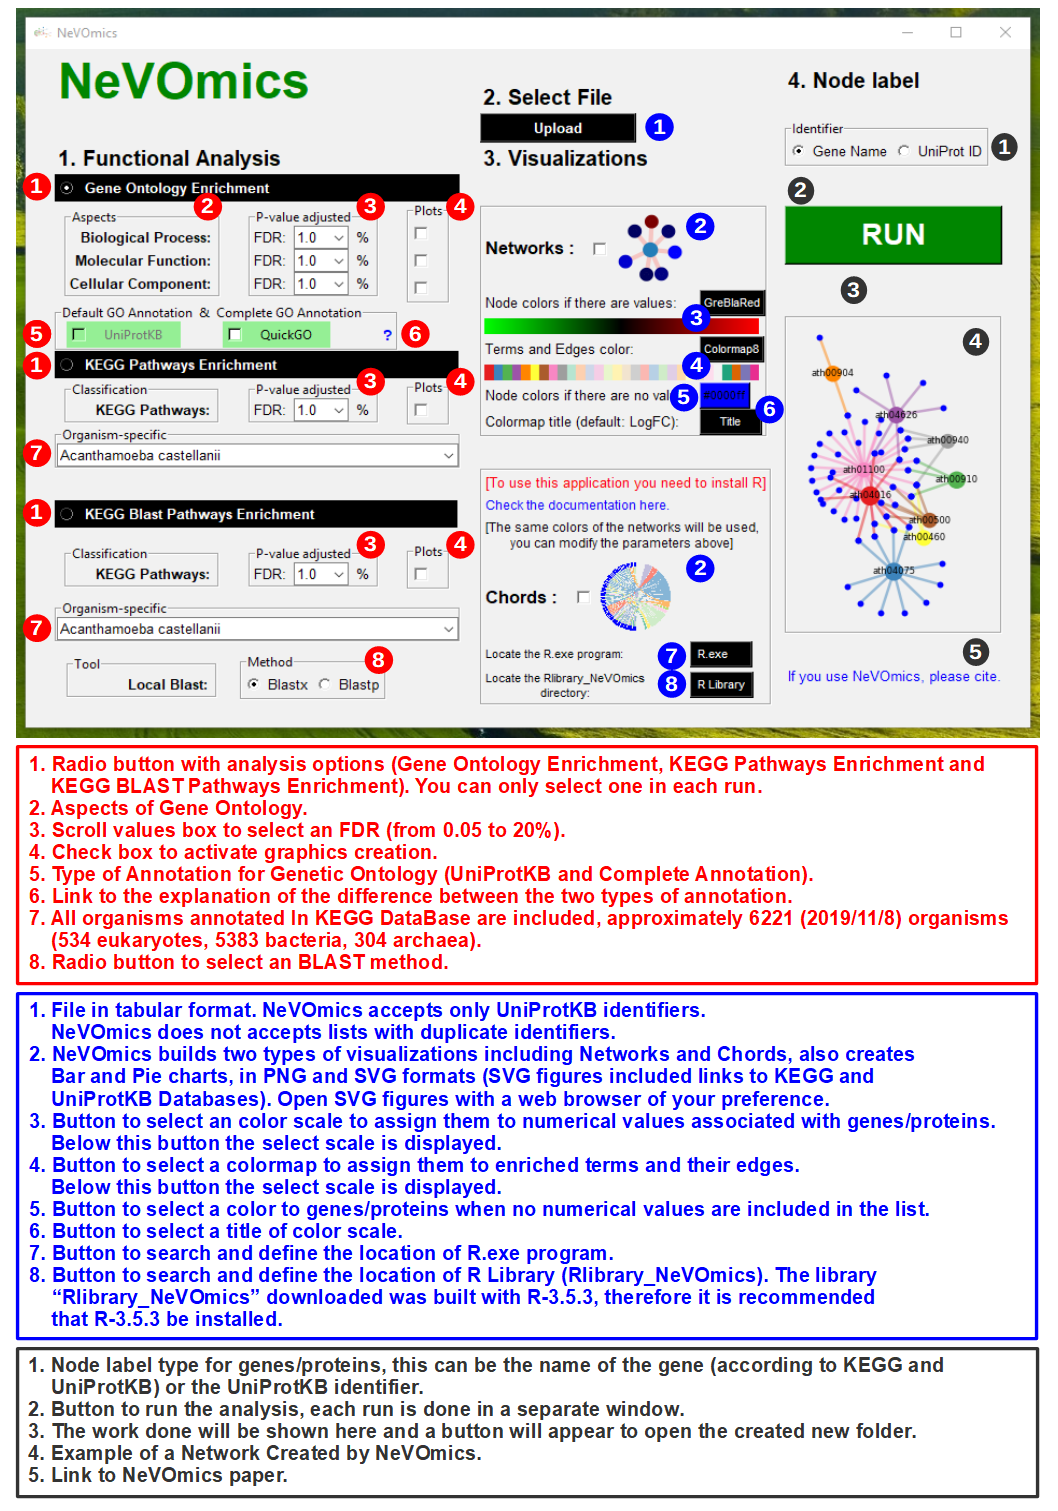 NeVOmics
NeVOmics
1. Functional Analysis
1
Gene Ontology Enrichment
2
3
4
Aspects
P-value adjusted
Plots
Biological Process:
FDR: 1.0 %
Molecular Function:
FDR: 1.0 %
Cellular Component:
FDR: 1.0 %
Default GO Annotation & Complete GO Annotation
5
UniProtKB
QuickGO
?
6
1
KEGG Pathways Enrichment
3
4
Classification
P-value adjusted
Plots
KEGG Pathways:
FDR: 1.0 %
Organism-specific
7
Acanthamoeba castellanii
1
KEGG Blast Pathways Enrichment
3
4
Classification
P-value adjusted
Plots
KEGG Pathways:
FDR: 1.0 %
Organism-specific
7
Acanthamoeba castellanii
8
Tool
Method
Local Blast:
Blastx
Blastp
2. Select File
Upload
1
3. Visualizations
2
Networks :
Node colors if there are values:
GreBlaRed
3
Terms and Edges color:
Colormap8
4
Node colors if there are no val
5
#0000ff
6
Colormap title (default: LogFC):
Title
[To use this application you need to install R]
Check the documentation here.
[The same colors of the networks will be used,
you can modify the parameters above]
2
Chords :
Locate the R.exe program:
7
R.exe
Locate the Rlibrary_NeVOmics
directory:
8
R Library
4. Node label
Identifier
Gene Name
UniProt ID
1
2
RUN
3
4
ath00904
ath04626
ath00940
ath01100
ath00910
ath04016
ath00500
ath00460
ath04075
5
If you use NeVOmics, please cite.
1. Radio button with analysis options (Gene Ontology Enrichment, KEGG Pathways Enrichment and
KEGG BLAST Pathways Enrichment). You can only select one in each run.
2. Aspects of Gene Ontology.
3. Scroll values box to select an FDR (from 0.05 to 20%).
4. Check box to activate graphics creation.
5. Type of Annotation for Genetic Ontology (UniProtKB and Complete Annotation).
6. Link to the explanation of the difference between the two types of annotation.
7. All organisms annotated In KEGG DataBase are included, approximately 6221 (2019/11/8) organisms
(534 eukaryotes, 5383 bacteria, 304 archaea).
8. Radio button to select an BLAST method.
1. File in tabular format. NeVOmics accepts only UniProtKB identifiers.
NeVOmics does not accepts lists with duplicate identifiers.
2. NeVOmics builds two types of visualizations including Networks and Chords, also creates
Bar and Pie charts, in PNG and SVG formats (SVG figures included links to KEGG and
UniProtKB Databases). Open SVG figures with a web browser of your preference.
3. Button to select an color scale to assign them to numerical values associated with genes/proteins.
Below this button the select scale is displayed.
4. Button to select a colormap to assign them to enriched terms and their edges.
Below this button the select scale is displayed.
5. Button to select a color to genes/proteins when no numerical values are included in the list.
6. Button to select a title of color scale.
7. Button to search and define the location of R.exe program.
8. Button to search and define the location of R Library (Rlibrary_NeVOmics). The library
“Rlibrary_NeVOmics” downloaded was built with R-3.5.3, therefore it is recommended
that R-3.5.3 be installed.
1. Node label type for genes/proteins, this can be the name of the gene (according to KEGG and
UniProtKB) or the UniProtKB identifier.
2. Button to run the analysis, each run is done in a separate window.
3. The work done will be shown here and a button will appear to open the created new folder.
4. Example of a Network Created by NeVOmics.
5. Link to NeVOmics paper.